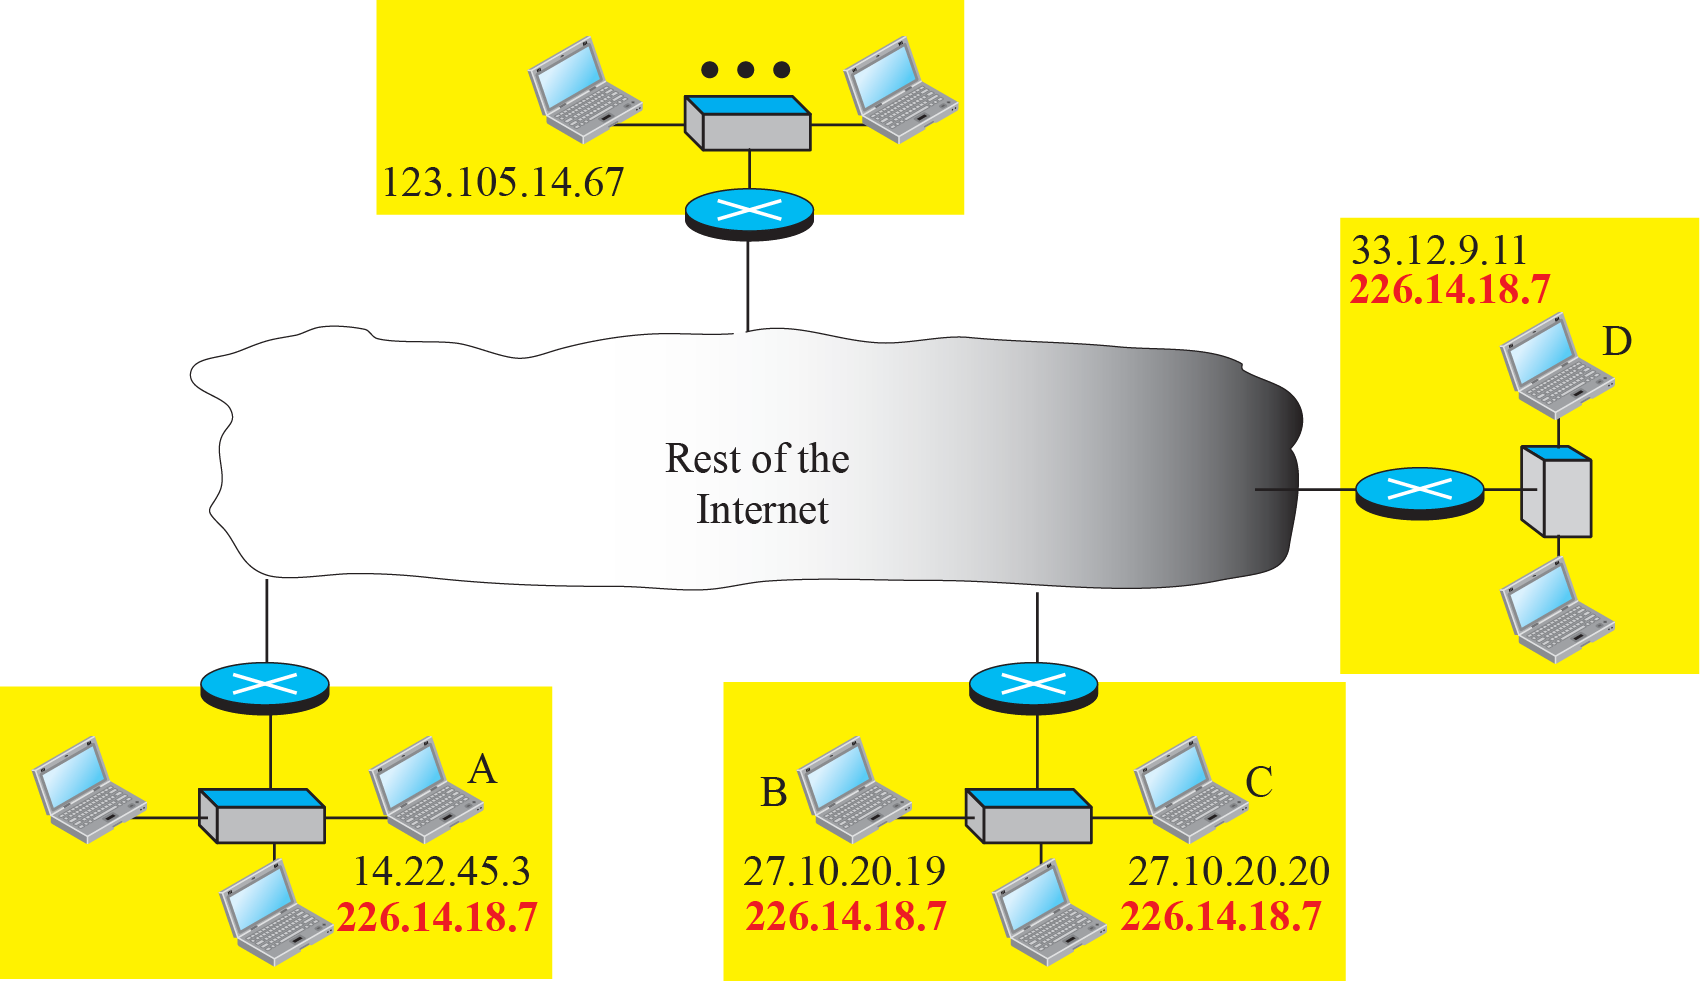 123.105.14.67
33.12.9.11
226.14.18.7
D
Rest of the
Internet
A
14.22.45.3
226.14.18.7
B
C
27.10.20.19
27.10.20.20
226.14.18.7
226.14.18.7